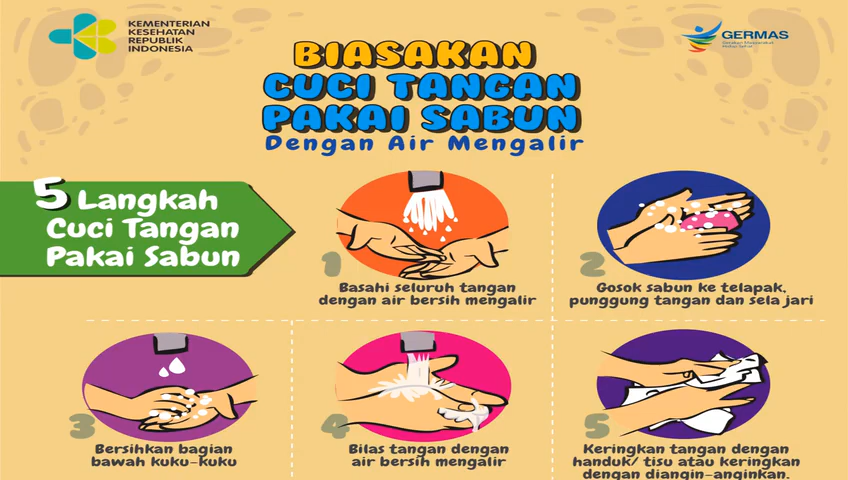 KEMENTERIAN
KESEHATAN
REPUBLIK
INDONESIA
GERMAS
BIASAKAN
CUCI TANGAN
PAKAI SABUN
Dengan Air Mengalir
5 Langkah
Cuci Tangan
Pakai Sabun
1
Basahi seluruh tangan
dengan air bersih mengalir
2
Gosok sabun ke telapak,
punggung tangan dan sela jari
3
Bersihkan bagian
bawah kuku-kuku
4
Bilas tangan dengan
air bersih mengalir
5
Keringkan tangan dengan
handuk/ tisu atau keringkan
dengan diangin-anginkan.